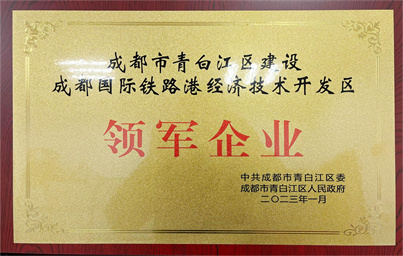 成都市青白江区建设
成都国际铁路港经济技术开发区
领军企业
中共成都市青白江区委
成都市青白江区人民政府
二〇二三年一月